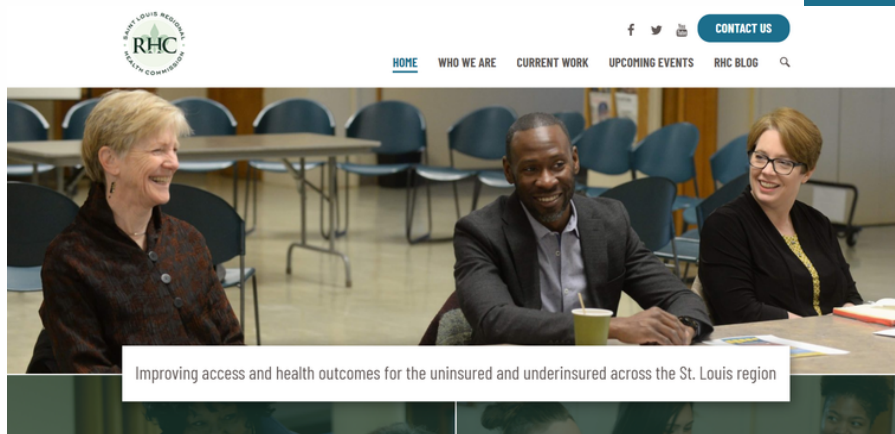 SAINT LOUIS REGIONAL
RHC
HEALTH COMMISSION
CONTACT US
HOME
WHO WE ARE
CURRENT WORK
UPCOMING EVENTS
RHC BLOG
Improving access and health outcomes for the uninsured and underinsured across the St. Louis region